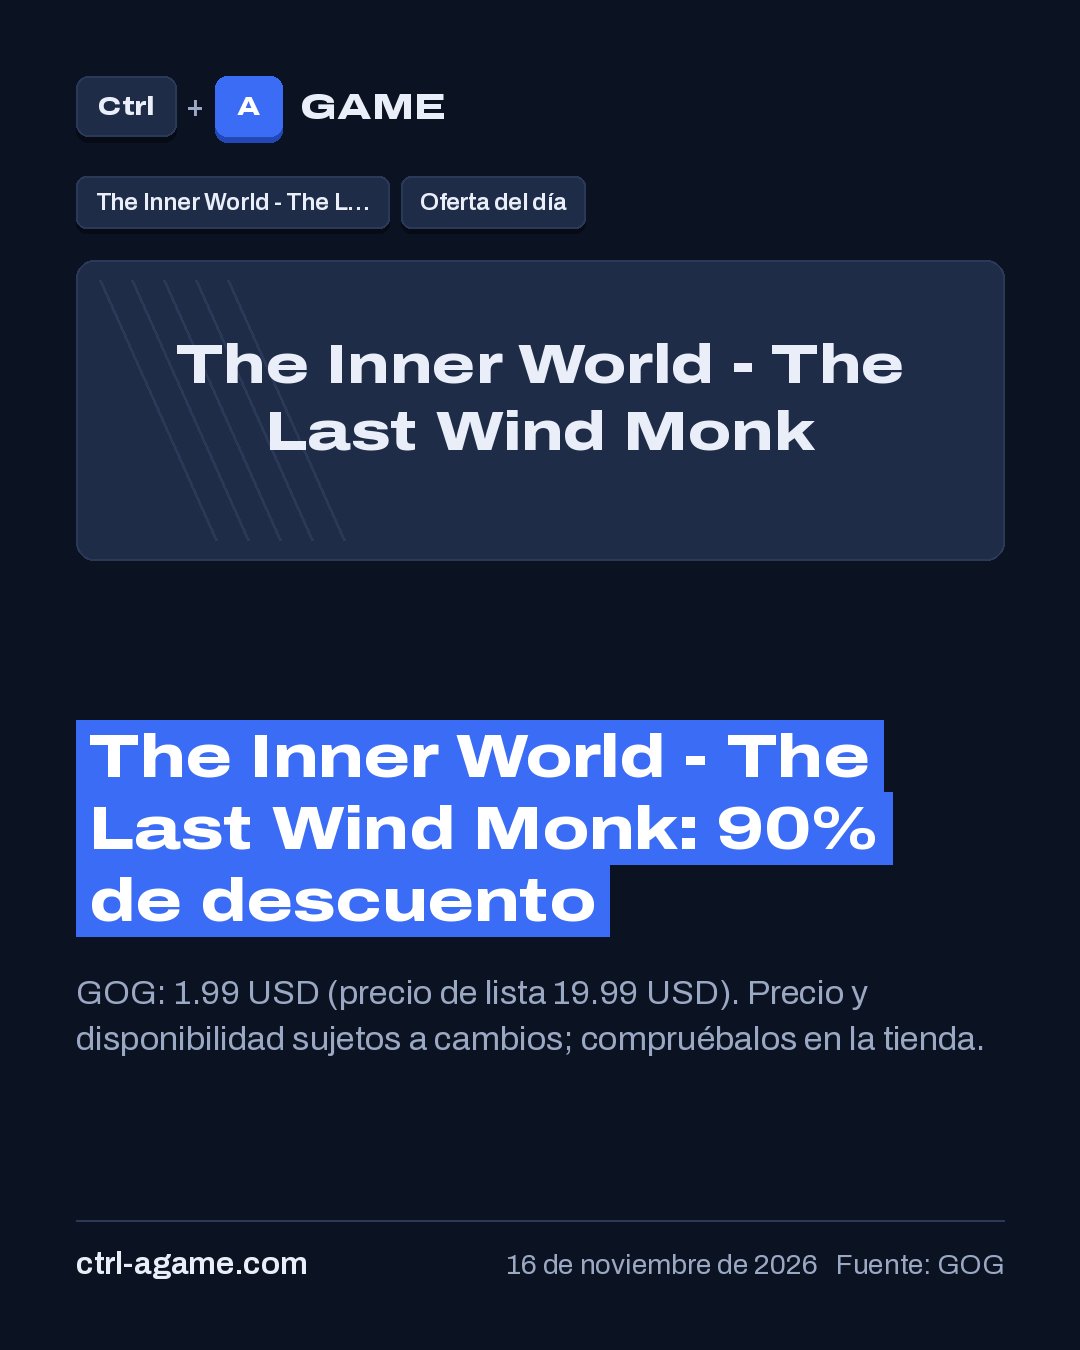 Ctrl + A GAME
The Inner World - The L... Oferta del día
The Inner World - The
Last Wind Monk
The Inner World - The
Last Wind Monk: 90%
de descuento
GOG: 1.99 USD (precio de lista 19.99 USD). Precio y
disponibilidad sujetos a cambios; compruébalos en la tienda.
ctrl-agame.com 16 de noviembre de 2026 Fuente: GOG